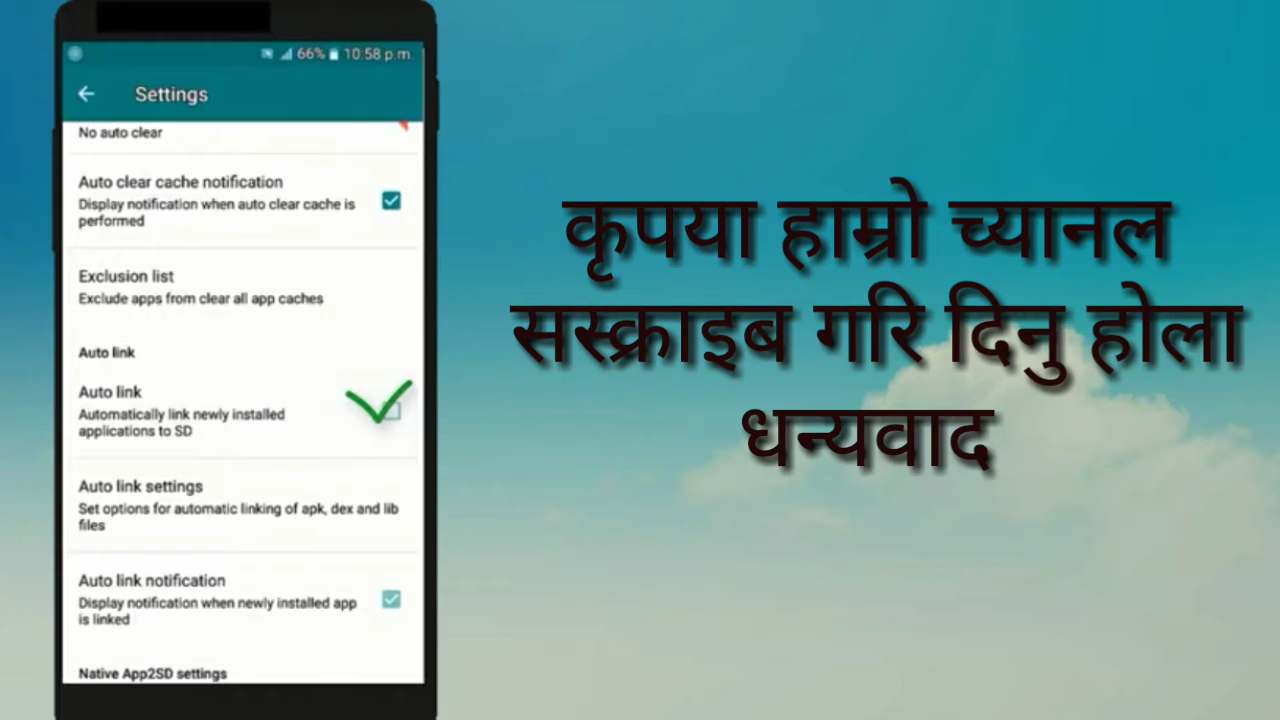 66% 10:58 p.m.
Settings
No auto clear
Auto clear cache notification
Display notification when auto clear cache is
performed
Exclusion list
Exclude apps from clear all app caches
Auto link
Auto link
Automatically link newly installed
applications to SD
Auto link settings
Set options for automatic linking of apk, dex and lib
files
Auto link notification
Display notification when newly installed app
is linked
Native App2SD settings
कृपया हाम्रो च्यानल
सस्क्राइब गरि दिनु होला
धन्यवाद